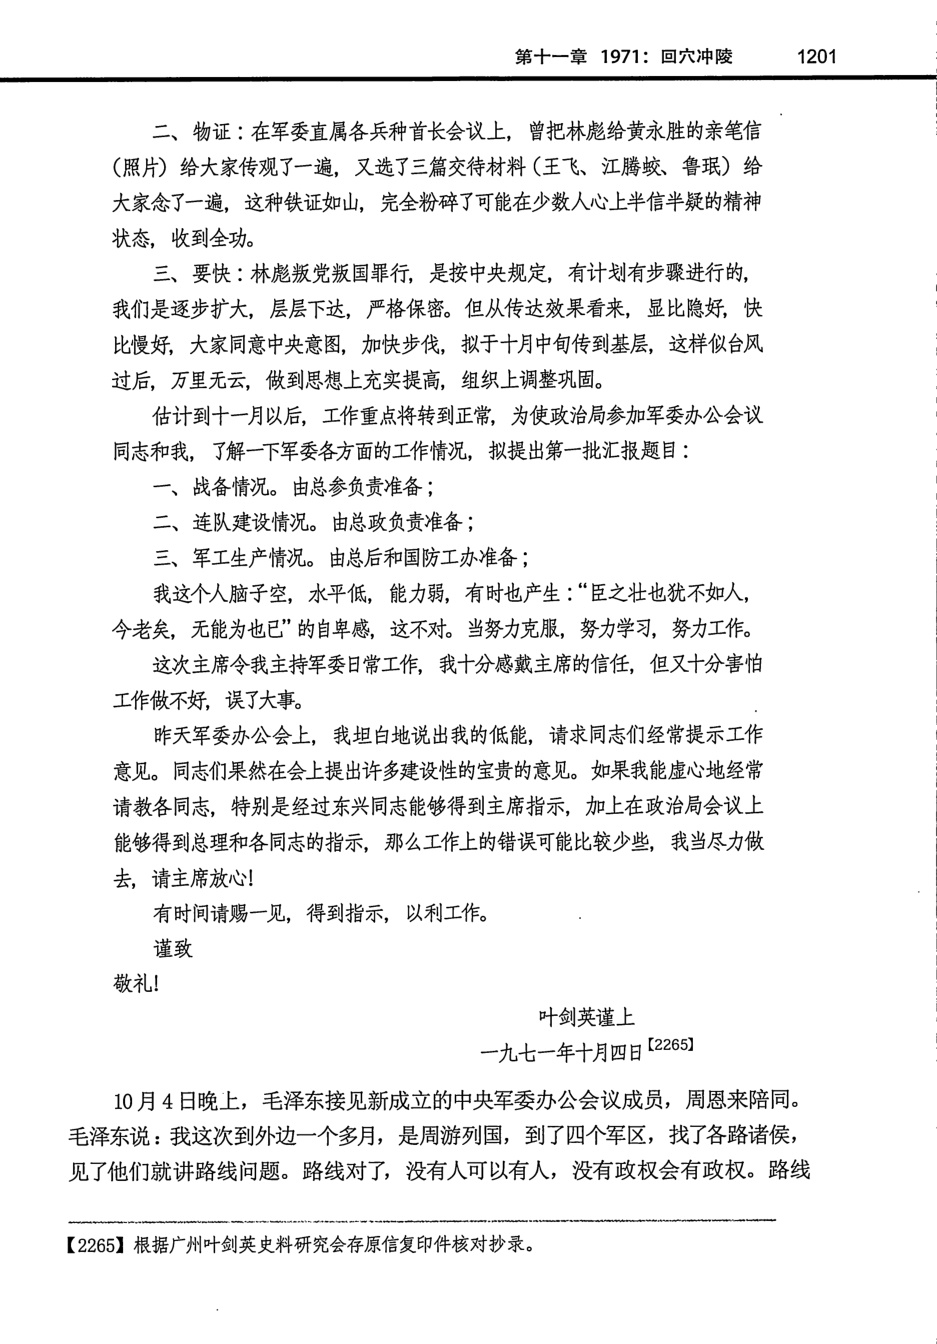 第十一章 1971：回穴冲陵 1201
二、物证：在军委直属各兵种首长会议上，曾把林彪给黄永胜的亲笔信
（照片）给大家传观了一遍，又选了三篇交待材料（王飞、江腾蛟、鲁珉）给
大家念了一遍，这种铁证如山，完全粉碎了可能在少数人心上半信半疑的精神
状态，收到全功。
三、要快：林彪叛党叛国罪行，是按中央规定，有计划有步骤进行的，
我们是逐步扩大，层层下达，严格保密。但从传达效果看来，显比隐好，快
比慢好，大家同意中央意图，加快步伐，拟于十月中旬传到基层，这样似台风
过后，万里无云，做到思想上充实提高，组织上调整巩固。
估计到十一月以后，工作重点将转到正常，为使政治局参加军委办公会议
同志和我，了解一下军委各方面的工作情况，拟提出第一批汇报题目：
一、战备情况。由总参负责准备；
二、连队建设情况。由总政负责准备；
三、军工生产情况。由总后和国防工办准备；
我这个人脑子空，水平低，能力弱，有时也产生：“臣之壮也犹不如人，
今老矣，无能为也已”的自卑感，这不对。当努力克服，努力学习，努力工作。
这次主席令我主持军委日常工作，我十分感戴主席的信任，但又十分害怕
工作做不好，误了大事。
昨天军委办公会上，我坦白地说出我的低能，请求同志们经常提示工作
意见。同志们果然在会上提出许多建设性的宝贵的意见。如果我能虚心地经常
请教各同志，特别是经过东兴同志能够得到主席指示，加上在政治局会议上
能够得到总理和各同志的指示，那么工作上的错误可能比较少些，我当尽力做
去，请主席放心！
有时间请赐一见，得到指示，以利工作。
谨致
敬礼！
叶剑英谨上
一九七一年十月四日【2265】
10月4日晚上，毛泽东接见新成立的中央军委办公会议成员，周恩来陪同。
毛泽东说：我这次到外边一个多月，是周游列国，到了四个军区，找了各路诸侯，
见了他们就讲路线问题。路线对了，没有人可以有人，没有政权会有政权。路线
【2265】根据广州叶剑英史料研究会存原信复印件核对抄录。